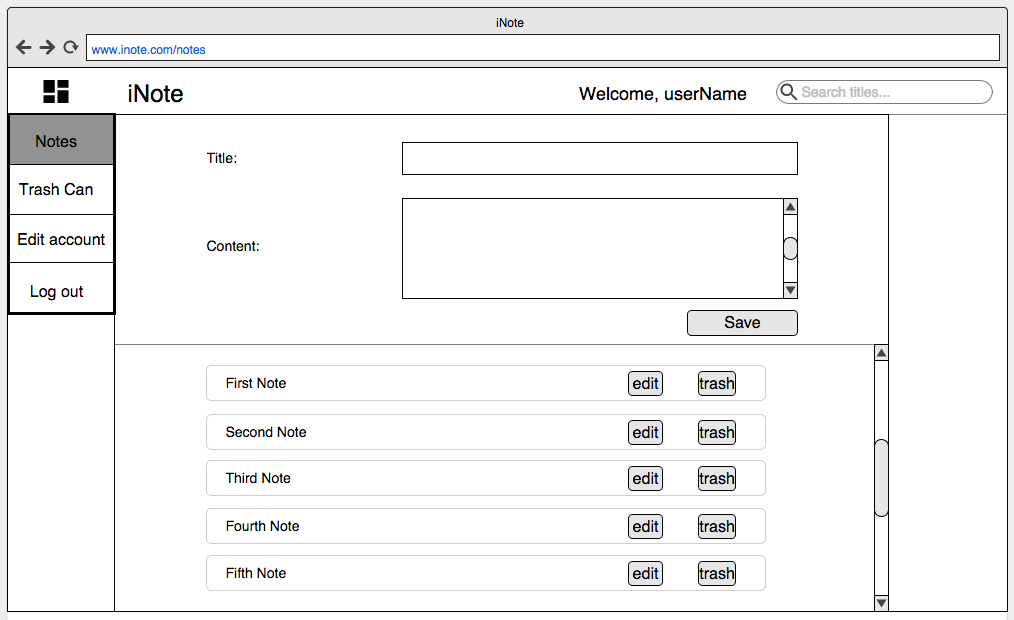 iNote
www.inote.com/notes
iNote
Welcome, userName
Search titles...
Notes
Trash Can
Edit account
Log out
Title:
Content:
Save
First Note edit trash
Second Note edit trash
Third Note edit trash
Fourth Note edit trash
Fifth Note edit trash